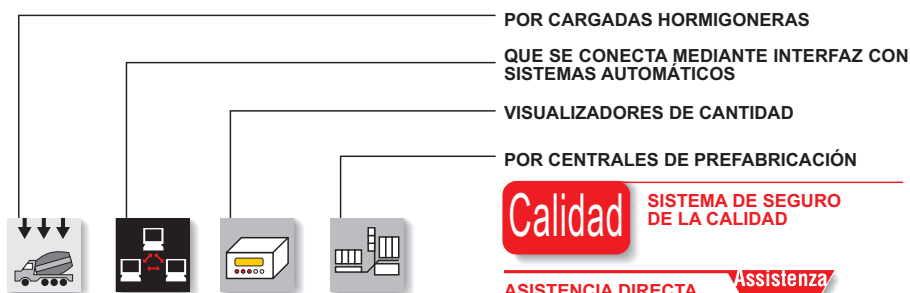 POR CARGADAS HORMIGONERAS
QUE SE CONECTA MEDIANTE INTERFAZ CON
SISTEMAS AUTOMÁTICOS
VISUALIZADORES DE CANTIDAD
POR CENTRALES DE PREFABRICACIÓN
Calidad
SISTEMA DE SEGURO
DE LA CALIDAD
ASISTENCIA DIRECTA
Assistenza